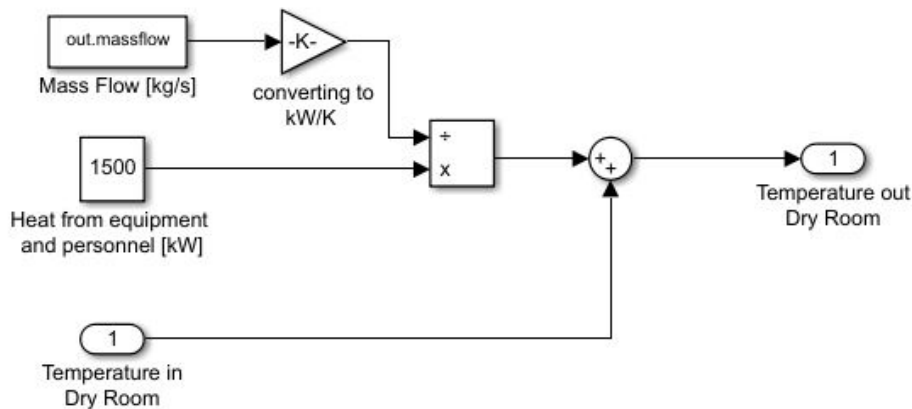 out.massflow
Mass Flow [kg/s]
-K-
converting to
kW/K
÷
x
1500
Heat from equipment
and personnel [kW]
+
+
1
Temperature out
Dry Room
1
Temperature in
Dry Room